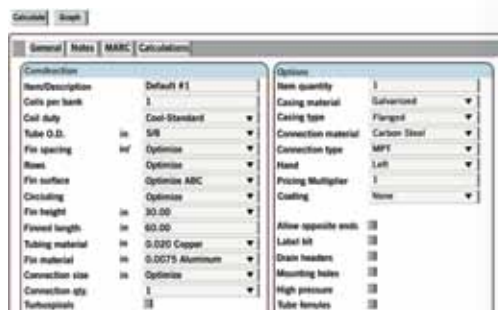 Calculate Graph
General Notes MARC Calculations
Construction
Item/Description Default #1
Coils per bank 1
Coil duty Cool-Standard
Tube O.D. in 5/8
Fin spacing in/ Optimize
Rows Optimize
Fin surface Optimize ABC
Circuiting Optimize
Fin height in 30.00
Finned length in 60.00
Tubing material in 0.020 Copper
Fin material in 0.0075 Aluminum
Connection size in Optimize
Connection qty. 1
Turbospirals
Options
Item quantity 1
Casing material Galvanized
Casing type Flanged
Connection material Carbon Steel
Connection type MPT
Hand Left
Pricing Multiplier 1
Coating None
Allow opposite ends
Label kit
Drain headers
Mounting holes
High pressure
Tube ferrules